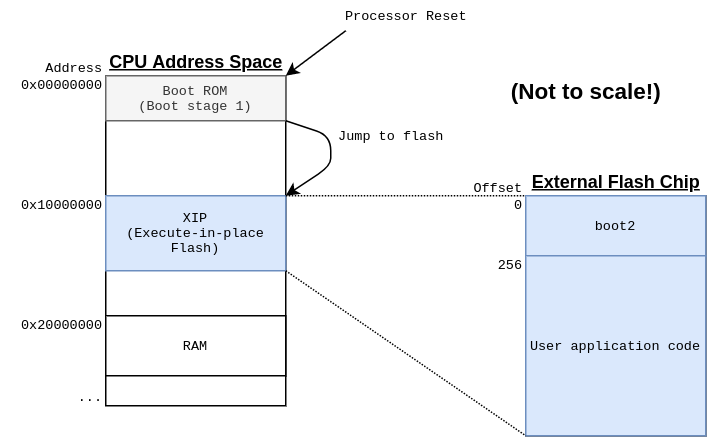 Processor Reset
CPU Address Space
Address
0x00000000
Boot ROM
(Boot stage 1)
(Not to scale!)
Jump to flash
External Flash Chip
Offset
0
0x10000000
XIP
(Execute-in-place
Flash)
boot2
256
0x20000000
RAM
User application code
...